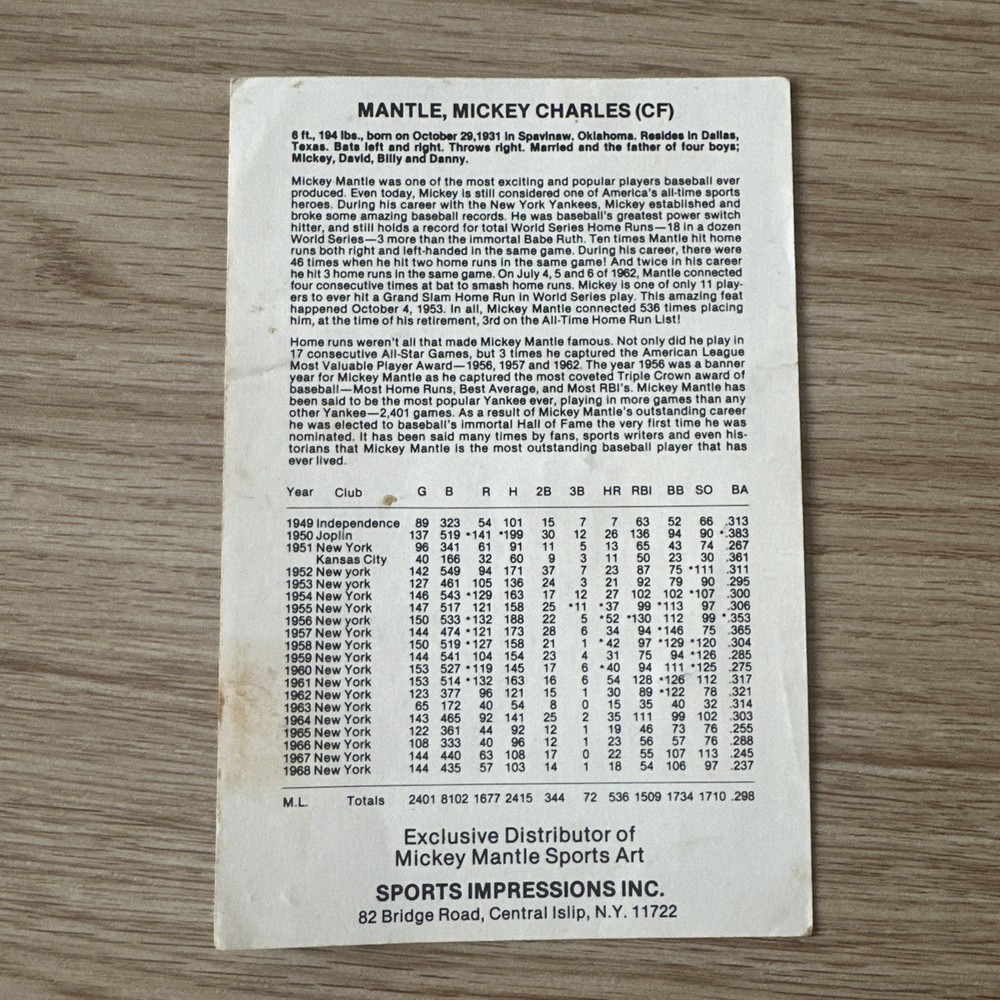 MANTLE, MICKEY CHARLES (CF)
6 ft., 194 lbs., born on October 29,1931 in Spavinaw, Oklahoma. Resides in Dallas,
Texas. Bats left and right. Throws right. Married and the father of four boys;
Mickey, David, Billy and Danny.
Mickey Mantle was one of the most exciting and popular players baseball ever
produced. Even today, Mickey is still considered one of America's all-time sports
heroes. During his career with the New York Yankees, Mickey established and
broke some amazing baseball records. He was baseball's greatest power switch
hitter, and still holds a record for total World Series Home Runs—18 in a dozen
World Series—3 more than the immortal Babe Ruth. Ten times Mantle hit home
runs both right and left-handed in the same game. During his career, there were
46 times when he hit two home runs in the same game! And twice in his career
he hit 3 home runs in the same game. On July 4, 5 and 6 of 1962, Mantle connected
four consecutive times at bat to smash home runs. Mickey is one of only 11 play-
ers to ever hit a Grand Slam Home Run in World Series play. This amazing feat
happened October 4, 1953. In all, Mickey Mantle connected 536 times placing
him, at the time of his retirement, 3rd on the All-Time Home Run List!
Home runs weren't all that made Mickey Mantle famous. Not only did he play in
17 consecutive All-Star Games, but 3 times he captured the American League
Most Valuable Player Award—1956, 1957 and 1962. The year 1956 was a banner
year for Mickey Mantle as he captured the most coveted Triple Crown award of
baseball—Most Home Runs, Best Average, and Most RBI's. Mickey Mantle has
been said to be the most popular Yankee ever, playing in more games than any
other Yankee—2,401 games. As a result of Mickey Mantle's outstanding career
he was elected to baseball's immortal Hall of Fame the very first time he was
nominated. It has been said many times by fans, sports writers and even his-
torians that Mickey Mantle is the most outstanding baseball player that has
ever lived.
Year Club G B R H 2B 3B HR RBI BB SO BA
1949 Independence 89 323 54 101 15 7 7 63 52 66 .313
1950 Joplin 137 519 *141 *199 30 12 26 136 94 90 *.383
1951 New York 96 341 61 91 11 5 13 65 43 74 .267
Kansas City 40 166 32 60 9 3 11 50 23 30 .361
1952 New york 142 549 94 171 37 7 23 87 75 *111 .311
1953 New York 127 461 105 136 24 3 21 92 79 90 .295
1954 New York 146 543 *129 163 17 12 27 102 102 *107 .300
1955 New York 147 517 121 158 25 *11 *37 99 *113 97 .306
1956 New york 150 533 *132 188 22 5 *52 *130 112 99 *.353
1957 New York 144 474 *121 173 28 6 34 94 *146 75 .365
1958 New York 150 519 *127 158 21 1 *42 97 *129 *120 .304
1959 New York 144 541 104 154 23 4 31 75 94 *126 .285
1960 New York 153 527 *119 145 17 6 *40 94 111 *125 .275
1961 New York 153 514 *132 163 16 6 54 128 *126 112 .317
1962 New York 123 377 96 121 15 1 30 89 *122 78 .321
1963 New York 65 172 40 54 8 0 15 35 40 32 .314
1964 New York 143 465 92 141 25 2 35 111 99 102 .303
1965 New York 122 361 44 92 12 1 19 46 73 76 .255
1966 New York 108 333 40 96 12 1 23 56 57 76 .288
1967 New York 144 440 63 108 17 0 22 55 107 113 .245
1968 New York 144 435 57 103 14 1 18 54 106 97 .237
M.L. Totals 2401 8102 1677 2415 344 72 536 1509 1734 1710 .298
Exclusive Distributor of
Mickey Mantle Sports Art
SPORTS IMPRESSIONS INC.
82 Bridge Road, Central Islip, N.Y. 11722